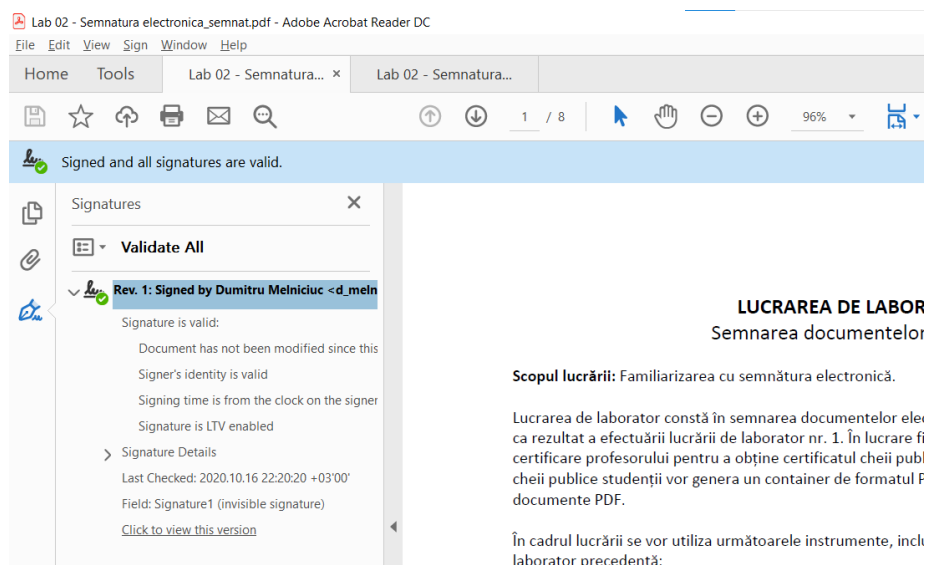 Lab 02 - Semnatura electronica_semnat.pdf - Adobe Acrobat Reader DC
File Edit View Sign Window Help
Home Tools Lab 02 - Semnatura... × Lab 02 - Semnatura...
1 / 8 96%
Signed and all signatures are valid.
Signatures
Validate All
Rev. 1: Signed by Dumitru Melniciuc <d_meln
Signature is valid:
Document has not been modified since this
Signer's identity is valid
Signing time is from the clock on the signer
Signature is LTV enabled
Signature Details
Last Checked: 2020.10.16 22:20:20 +03'00'
Field: Signature1 (invisible signature)
Click to view this version
LUCRAREA DE LABOR
Semnarea documentelor
Scopul lucrării: Familiarizarea cu semnătura electronică.
Lucrarea de laborator constă în semnarea documentelor ele
ca rezultat a efectuării lucrării de laborator nr. 1. În lucrare fi
certificare profesorului pentru a obține certificatul cheii publ
cheii publice studenții vor genera un container de formatul P
documente PDF.
În cadrul lucrării se vor utiliza următoarele instrumente, inclu
laborator precedentă: